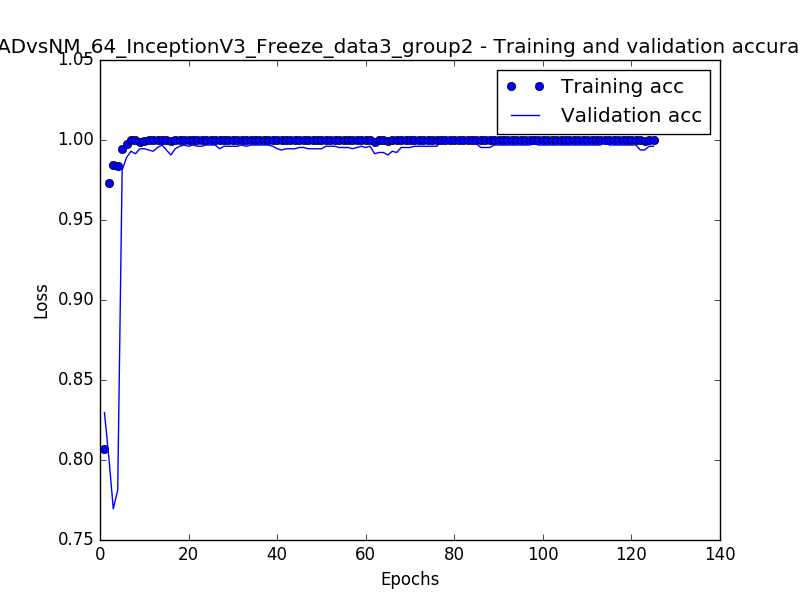 ADvsNM_64_InceptionV3_Freeze_data3_group2 - Training and validation accura
1.05
1.00
0.95
0.90
0.85
0.80
0.75
Loss
Training acc
Validation acc
0 20 40 60 80 100 120 140
Epochs